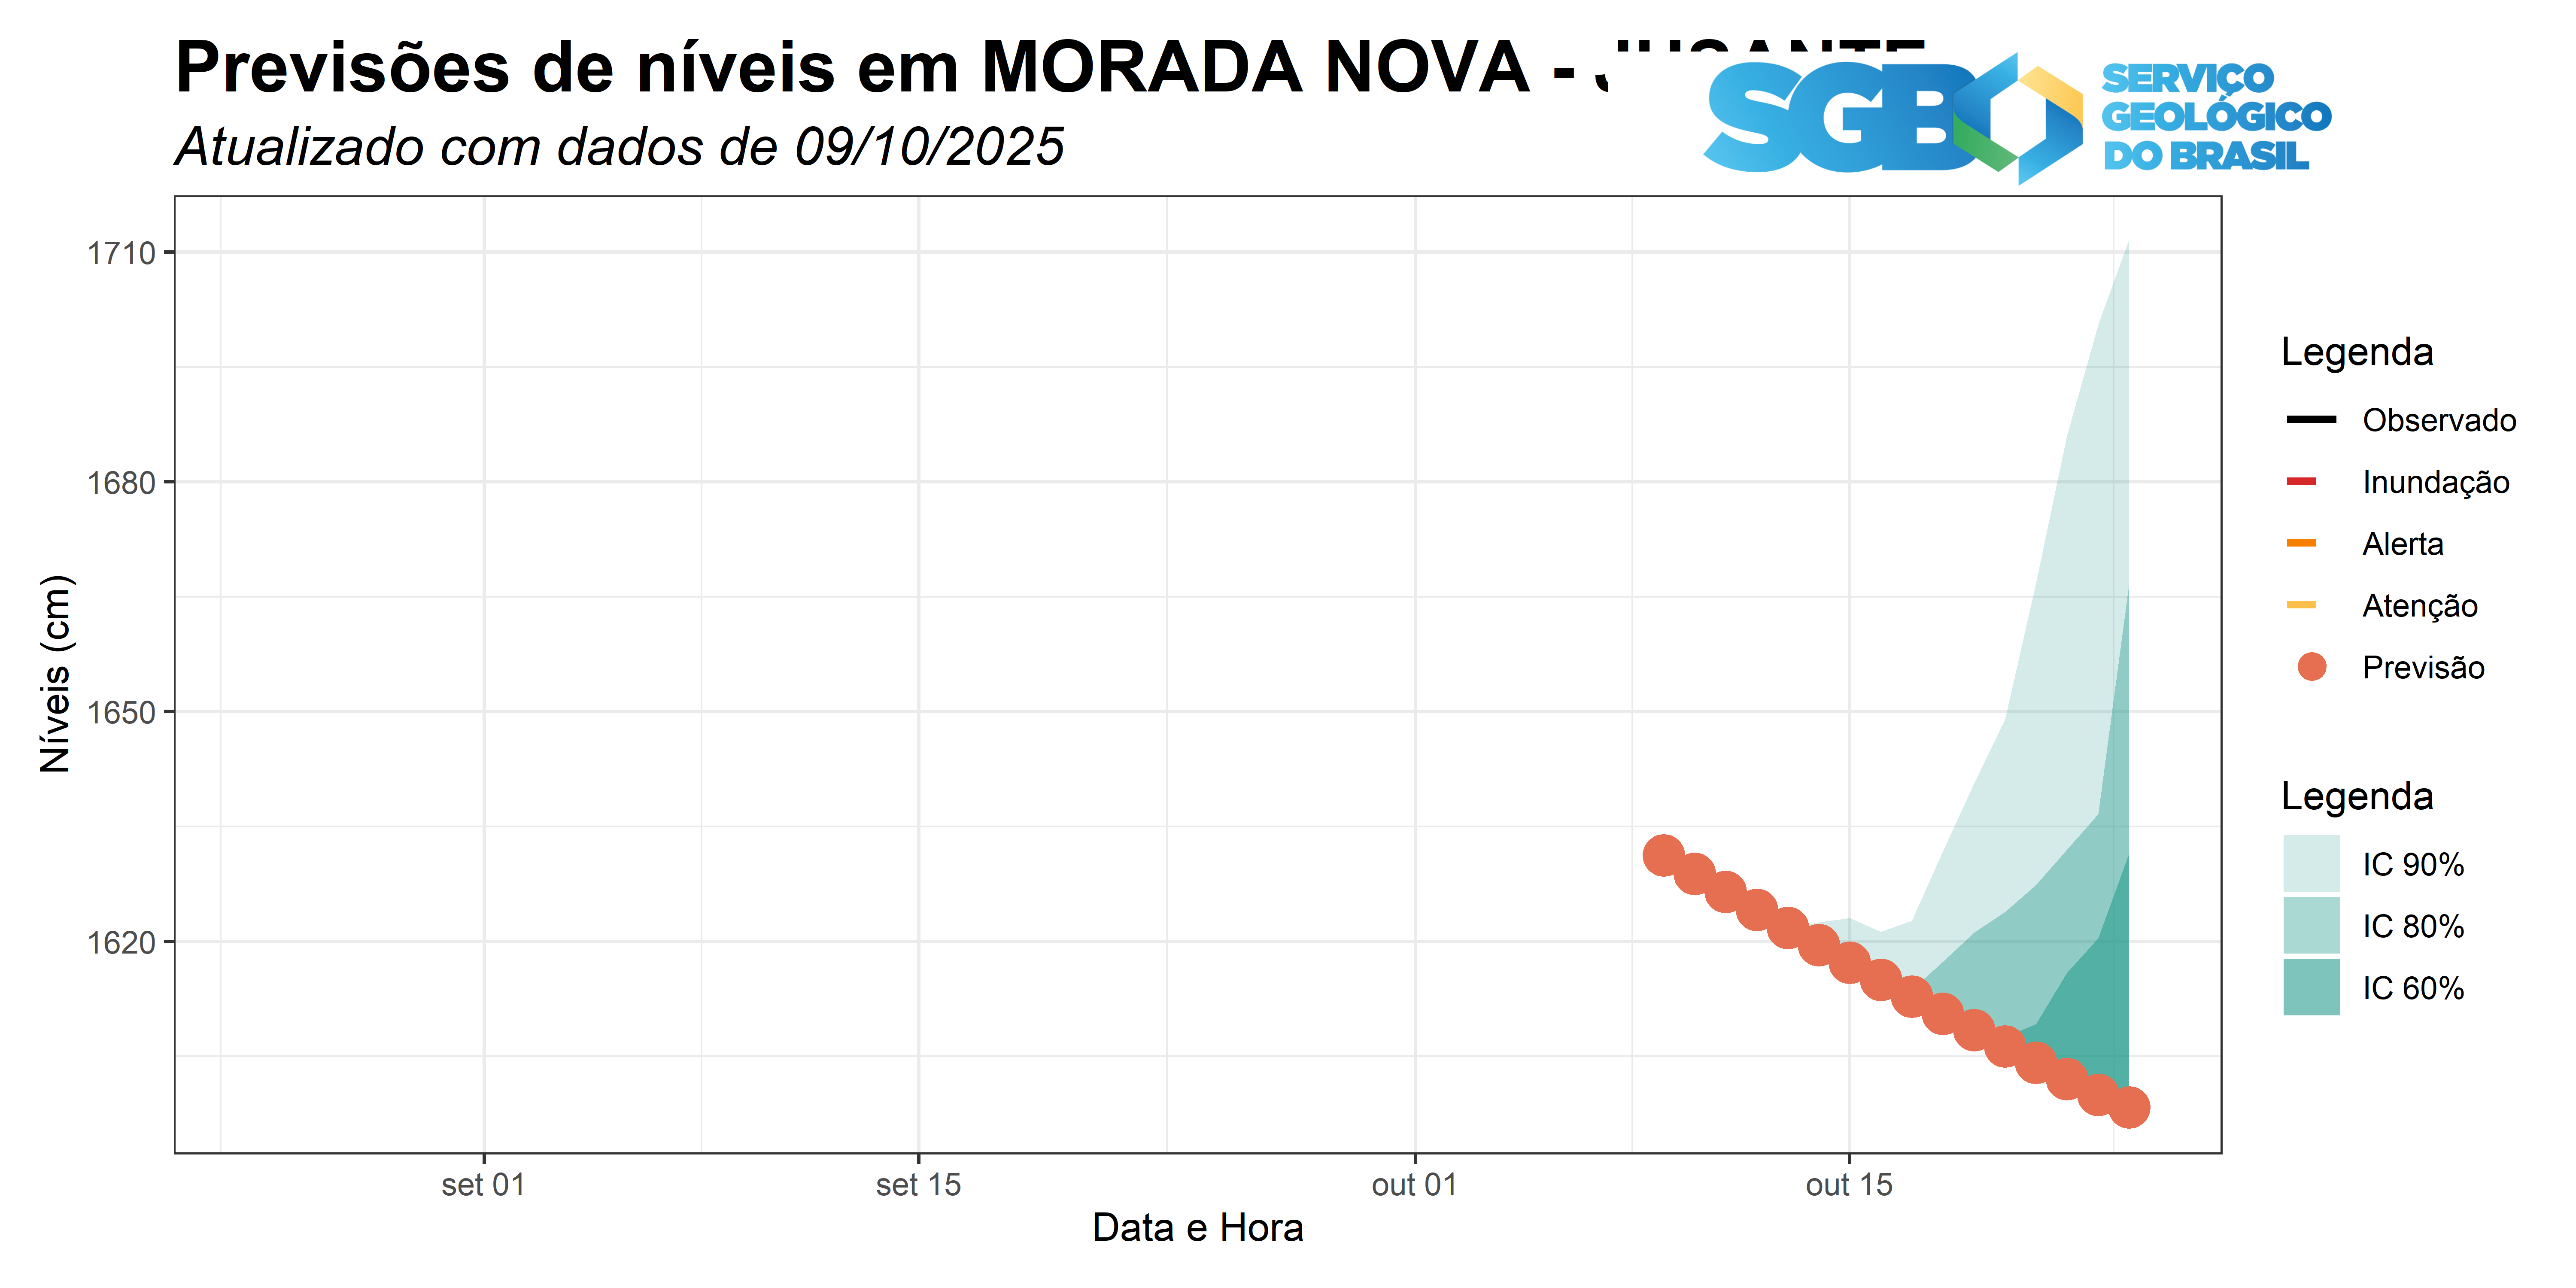 Previsões de níveis em MORADA NOVA -
Atualizado com dados de 09/10/2025
SGB
SERVIÇO
GEOLÓGICO
DO BRASIL
1710
1680
1650
1620
Níveis (cm)
set 01
set 15
out 01
out 15
Data e Hora
Legenda
Observado
Inundação
Alerta
Atenção
Previsão
Legenda
IC 90%
IC 80%
IC 60%